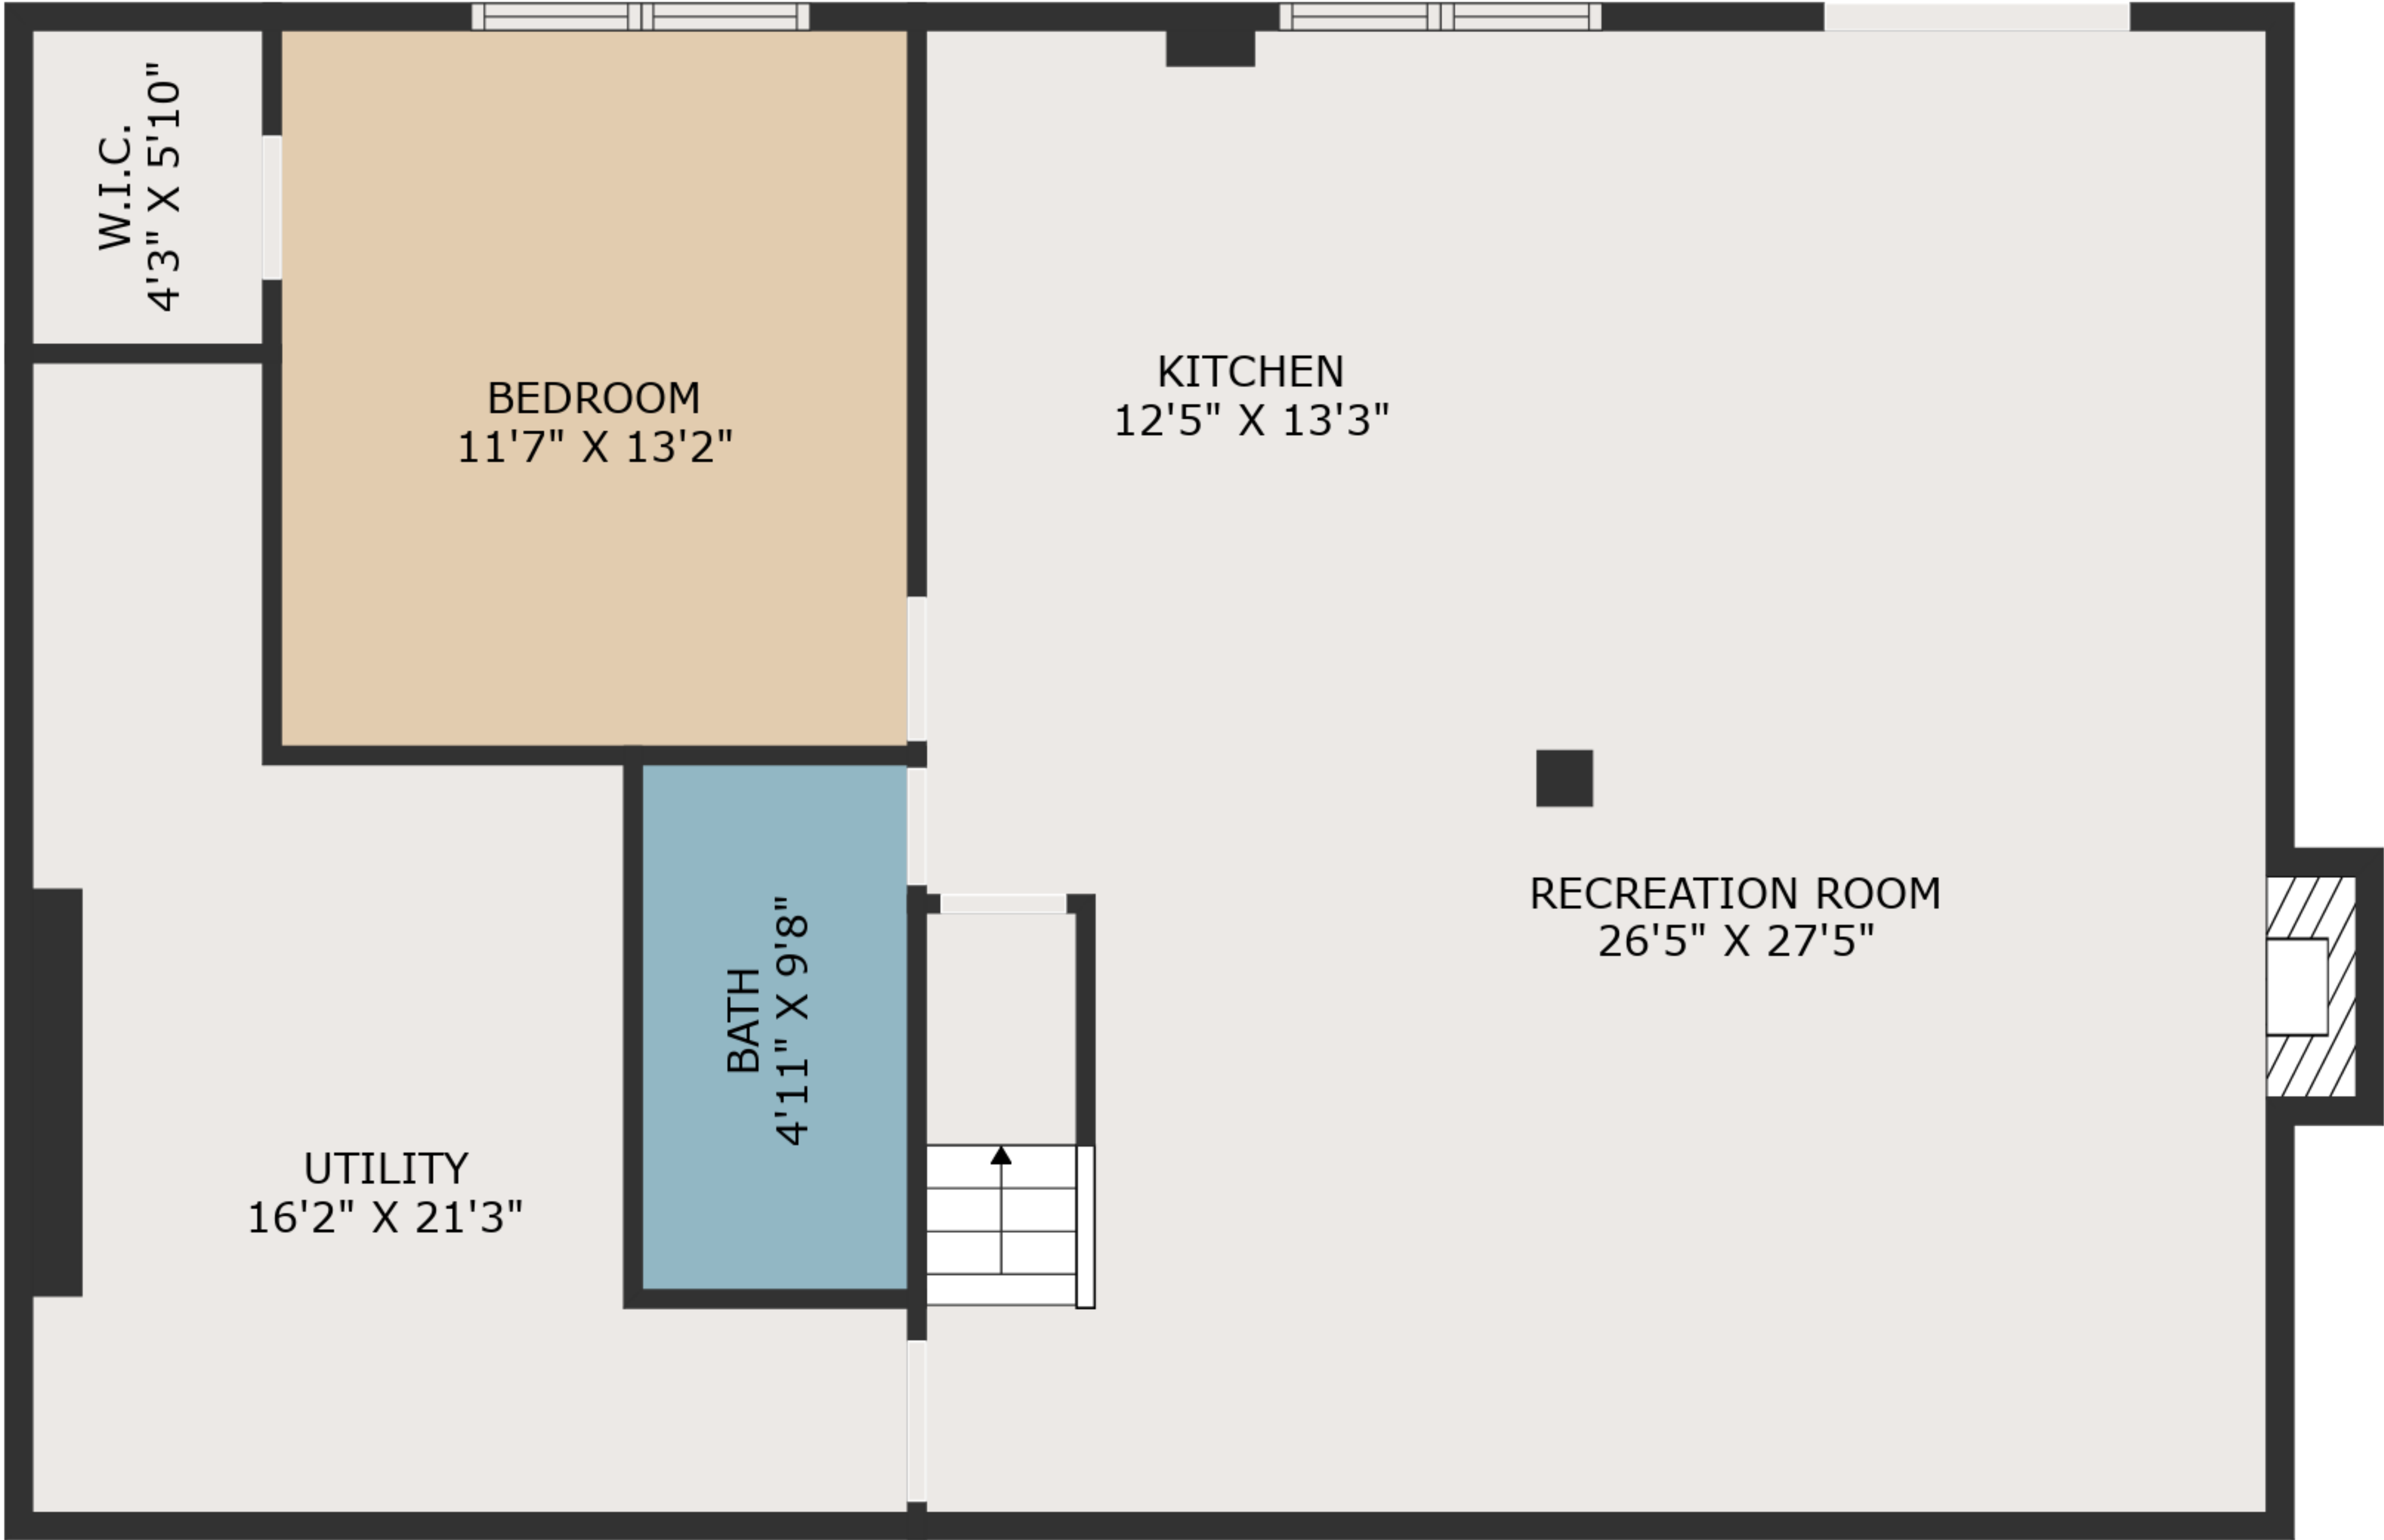 W.I.C.
4'3" X 5'10"
BEDROOM
11'7" X 13'2"
KITCHEN
12'5" X 13'3"
RECREATION ROOM
26'5" X 27'5"
BATH
4'11" X 9'8"
UTILITY
16'2" X 21'3"